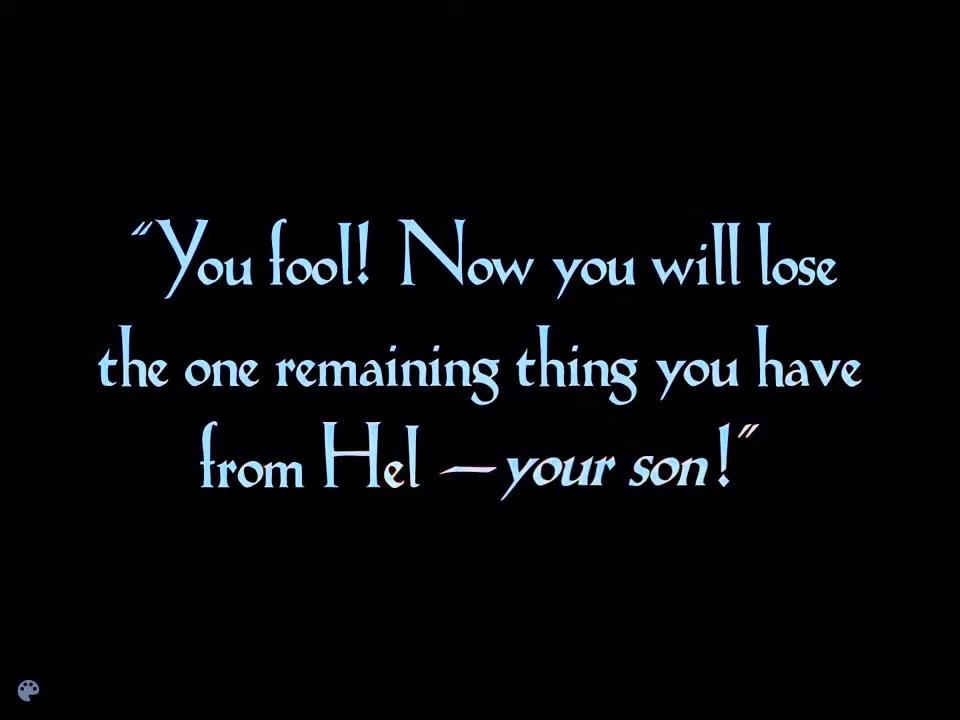 "You fool! Now you will lose
the one remaining thing you have
from Hel — your son!"